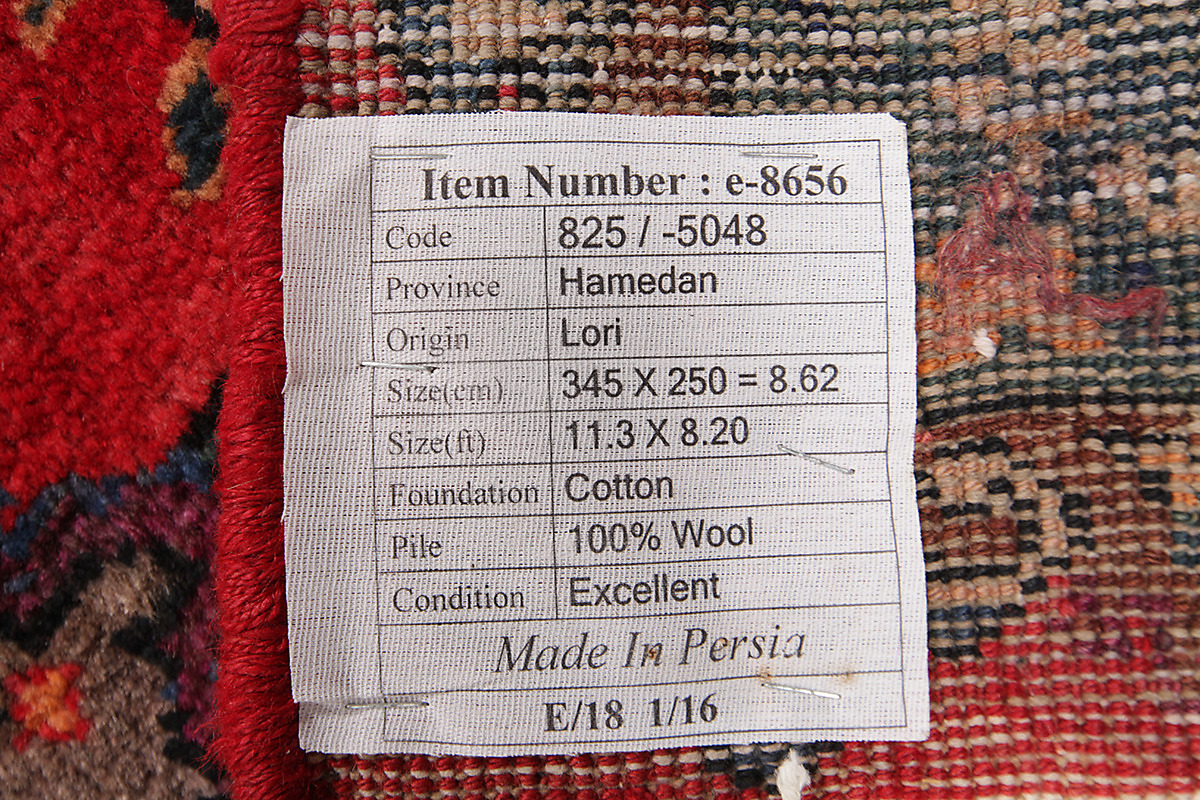 Item Number : e-8656
Code 825 / -5048
Province Hamedan
Origin Lori
Size(cm) 345 X 250 = 8.62
Size(ft) 11.3 X 8.20
Foundation Cotton
Pile 100% Wool
Condition Excellent
Made In Persia
E/18 1/16